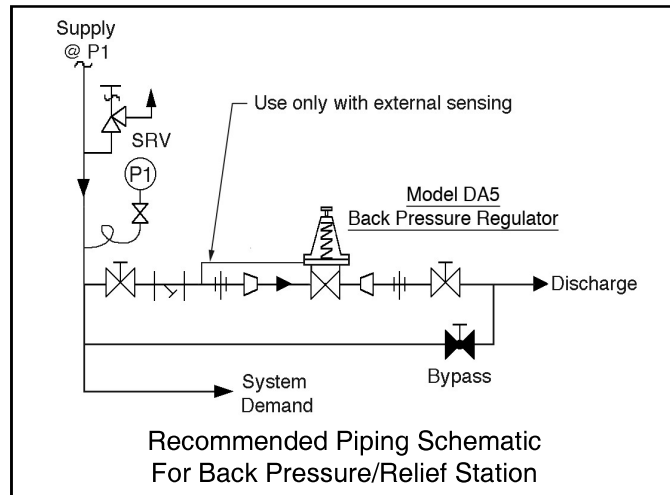 Supply
@ P1
SRV
P1
Use only with external sensing
Model DA5
Back Pressure Regulator
Discharge
Bypass
System
Demand
Recommended Piping Schematic
For Back Pressure/Relief Station